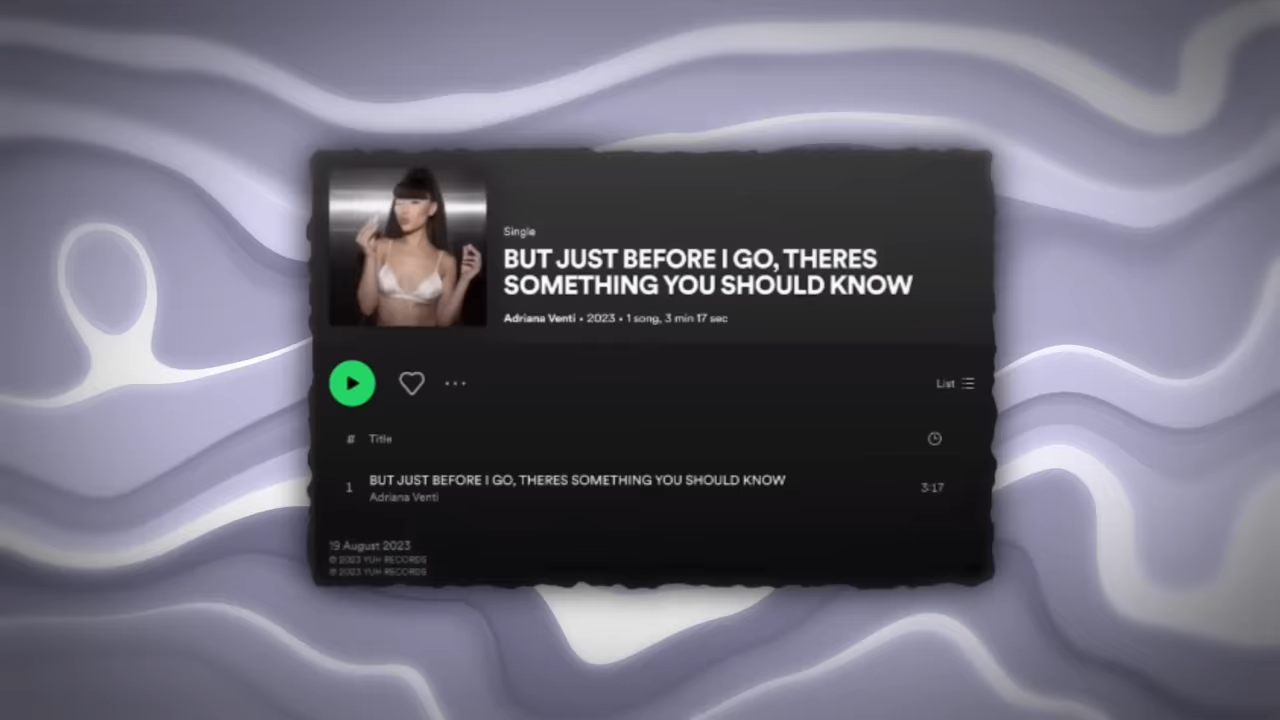 Single
BUT JUST BEFORE I GO, THERES
SOMETHING YOU SHOULD KNOW
Adriana Venti • 2023 • 1 song, 3 min 17 sec
List
# Title
1 BUT JUST BEFORE I GO, THERES SOMETHING YOU SHOULD KNOW 3:17
Adriana Venti
19 August 2023
© 2023 YUH RECORDS
℗ 2023 YUH RECORDS